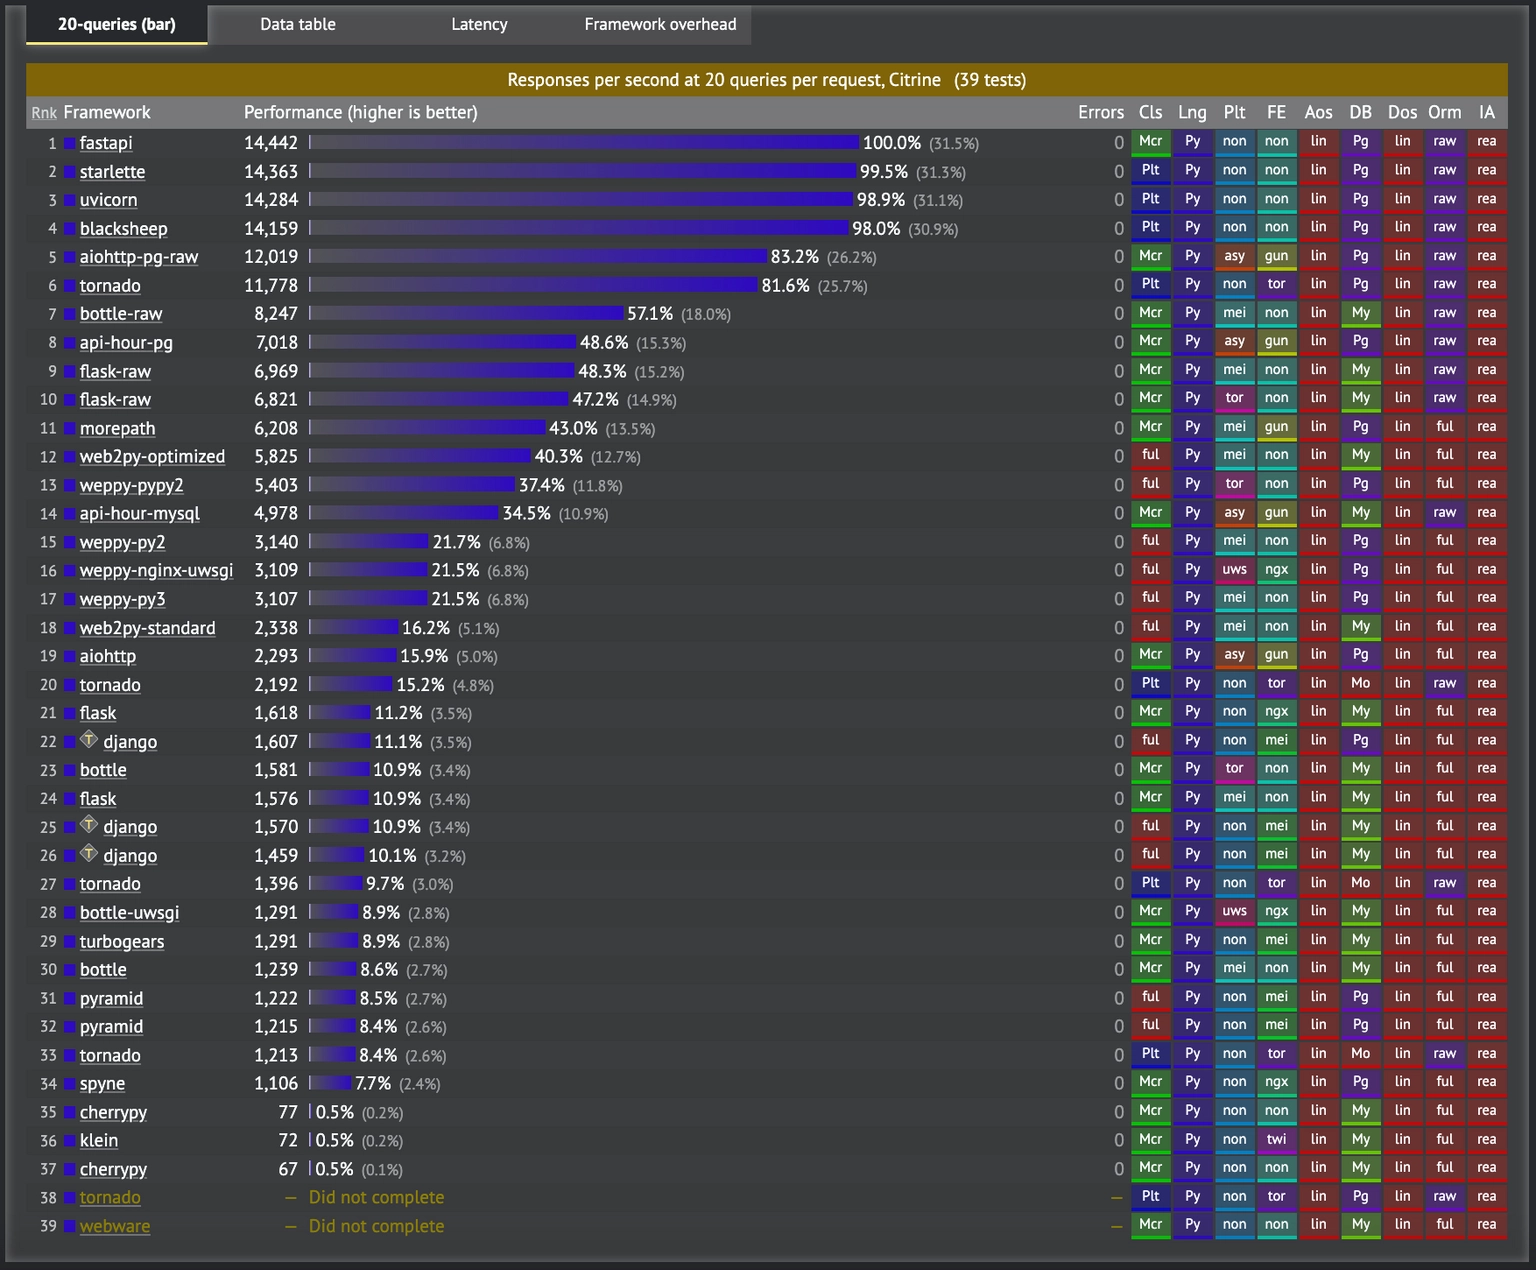 20-queries (bar) Data table Latency Framework overhead
Responses per second at 20 queries per request, Citrine (39 tests)
Rnk Framework Performance (higher is better) Errors Cls Lng Plt FE Aos DB Dos Orm IA
1 fastapi 14,442 100.0% (31.5%) 0 Mcr Py non non lin Pg lin raw rea
2 starlette 14,363 99.5% (31.3%) 0 Plt Py non non lin Pg lin raw rea
3 uvicorn 14,284 98.9% (31.1%) 0 Plt Py non non lin Pg lin raw rea
4 blacksheep 14,159 98.0% (30.9%) 0 Plt Py non non lin Pg lin raw rea
5 aiohttp-pg-raw 12,019 83.2% (26.2%) 0 Mcr Py asy gun lin Pg lin raw rea
6 tornado 11,778 81.6% (25.7%) 0 Plt Py non tor lin Pg lin raw rea
7 bottle-raw 8,247 57.1% (18.0%) 0 Mcr Py mei non lin My lin raw rea
8 api-hour-pg 7,018 48.6% (15.3%) 0 Mcr Py asy gun lin Pg lin raw rea
9 flask-raw 6,969 48.3% (15.2%) 0 Mcr Py mei non lin My lin raw rea
10 flask-raw 6,821 47.2% (14.9%) 0 Mcr Py tor non lin My lin raw rea
11 morepath 6,208 43.0% (13.5%) 0 Mcr Py mei gun lin Pg lin ful rea
12 web2py-optimized 5,825 40.3% (12.7%) 0 ful Py mei non lin My lin ful rea
13 weppy-pypy2 5,403 37.4% (11.8%) 0 ful Py tor non lin Pg lin ful rea
14 api-hour-mysql 4,978 34.5% (10.9%) 0 Mcr Py asy gun lin My lin raw rea
15 weppy-py2 3,140 21.7% (6.8%) 0 ful Py mei non lin Pg lin ful rea
16 weppy-nginx-uwsgi 3,109 21.5% (6.8%) 0 ful Py uws ngx lin Pg lin ful rea
17 weppy-py3 3,107 21.5% (6.8%) 0 ful Py mei non lin Pg lin ful rea
18 web2py-standard 2,338 16.2% (5.1%) 0 ful Py mei non lin My lin ful rea
19 aiohttp 2,293 15.9% (5.0%) 0 Mcr Py asy gun lin Pg lin ful rea
20 tornado 2,192 15.2% (4.8%) 0 Plt Py non tor lin Mo lin raw rea
21 flask 1,618 11.2% (3.5%) 0 Mcr Py non ngx lin My lin ful rea
22 T django 1,607 11.1% (3.5%) 0 ful Py non mei lin Pg lin ful rea
23 bottle 1,581 10.9% (3.4%) 0 Mcr Py tor non lin My lin ful rea
24 flask 1,576 10.9% (3.4%) 0 Mcr Py mei non lin My lin ful rea
25 T django 1,570 10.9% (3.4%) 0 ful Py non mei lin My lin ful rea
26 T django 1,459 10.1% (3.2%) 0 ful Py non mei lin My lin ful rea
27 tornado 1,396 9.7% (3.0%) 0 Plt Py non tor lin Mo lin raw rea
28 bottle-uwsgi 1,291 8.9% (2.8%) 0 Mcr Py uws ngx lin My lin ful rea
29 turbogears 1,291 8.9% (2.8%) 0 Mcr Py non mei lin My lin ful rea
30 bottle 1,239 8.6% (2.7%) 0 Mcr Py mei non lin My lin ful rea
31 pyramid 1,222 8.5% (2.7%) 0 ful Py non mei lin Pg lin ful rea
32 pyramid 1,215 8.4% (2.6%) 0 ful Py non mei lin Pg lin ful rea
33 tornado 1,213 8.4% (2.6%) 0 Plt Py non tor lin Mo lin raw rea
34 spyne 1,106 7.7% (2.4%) 0 Mcr Py non ngx lin Pg lin ful rea
35 cherrypy 77 0.5% (0.2%) 0 Mcr Py non non lin My lin ful rea
36 klein 72 0.5% (0.2%) 0 Mcr Py non twi lin My lin ful rea
37 cherrypy 67 0.5% (0.1%) 0 Mcr Py non non lin My lin ful rea
38 tornado — Did not complete — Plt Py non tor lin Pg lin raw rea
39 webware — Did not complete — Mcr Py non non lin My lin ful rea